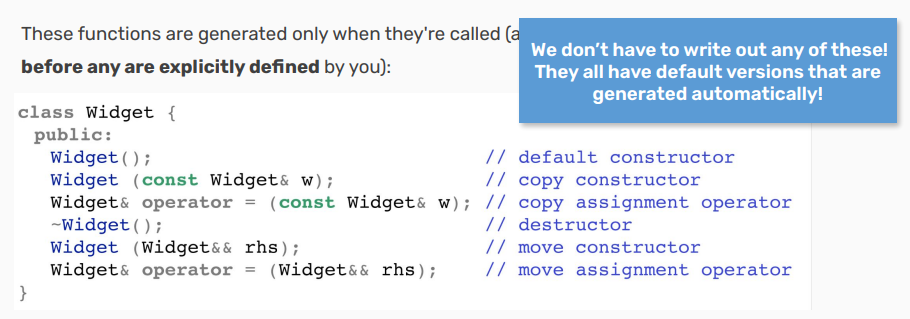 These functions are generated only when they're called (a
before any are explicitly defined by you):
We don't have to write out any of these!
They all have default versions that are
generated automatically!
class Widget {
  public:
    Widget();                      // default constructor
    Widget (const Widget& w);      // copy constructor
    Widget& operator = (const Widget& w); // copy assignment operator
    ~Widget();                     // destructor
    Widget (Widget&& rhs);         // move constructor
    Widget& operator = (Widget&& rhs);    // move assignment operator
}